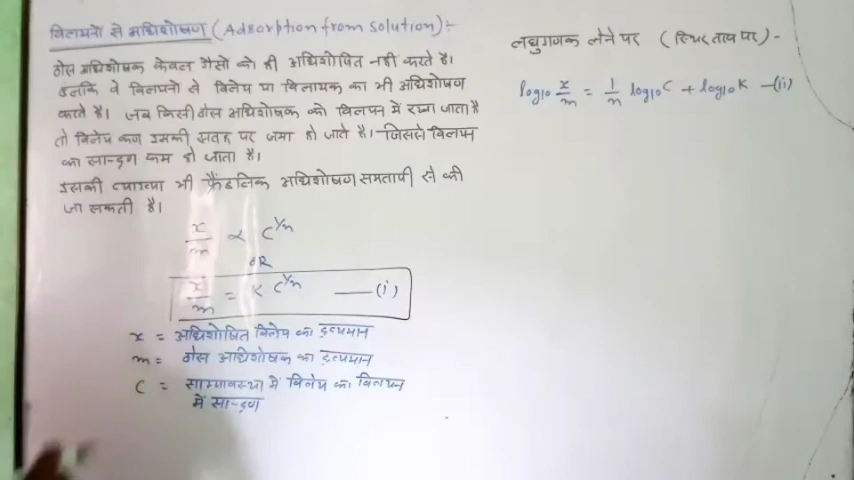 विलयनों से अधिशोषण (Adsorption from solution) :-
ठोस अधिशोषक केवल गैसों को ही अधिशोषित नहीं करते है।
बल्कि वे विलयनों से विलेय या विलायक का भी अधिशोषण
करते है। जब किसी ठोस अधिशोषक को विलयन में रखा जाता है
तो विलेय कण उसकी सतह पर जमा हो जाते है। जिससे विलयन
का सान्द्रण कम हो जाता है।
इसकी व्याख्या भी फ्रेंडलिक अधिशोषण समतापी से की
जा सकती है।
x/m ∝ C^1/n
OR
x/m = K C^1/n —(i)
x = अधिशोषित विलेय का द्रव्यमान
m = ठोस अधिशोषक का द्रव्यमान
C = साम्यावस्था में विलेय का विलयन
में सान्द्रण
लघुगणक लेने पर (स्थिर ताप पर) -
log10 x/m = 1/n log10 C + log10 K —(ii)